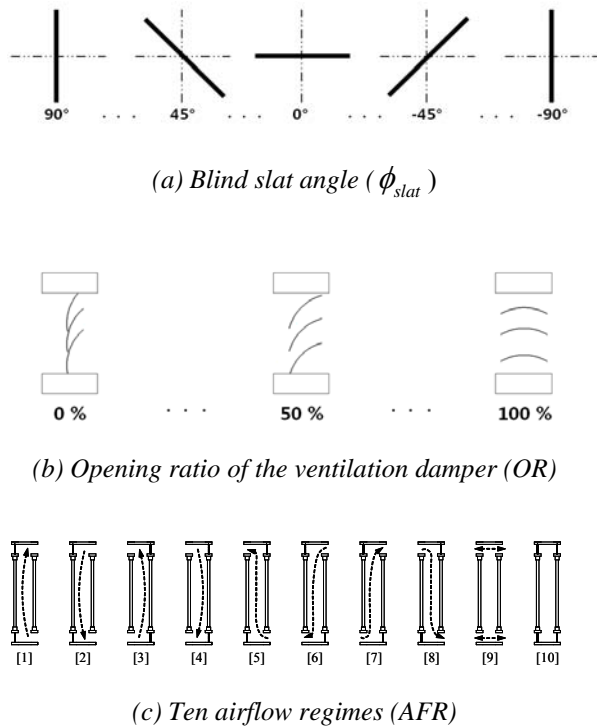 90° . . . 45° . . . 0° . . . -45° . . . -90°
(a) Blind slat angle ( ϕslat )
0 % . . . 50 % . . . 100 %
(b) Opening ratio of the ventilation damper (OR)
[1] [2] [3] [4] [5] [6] [7] [8] [9] [10]
(c) Ten airflow regimes (AFR)